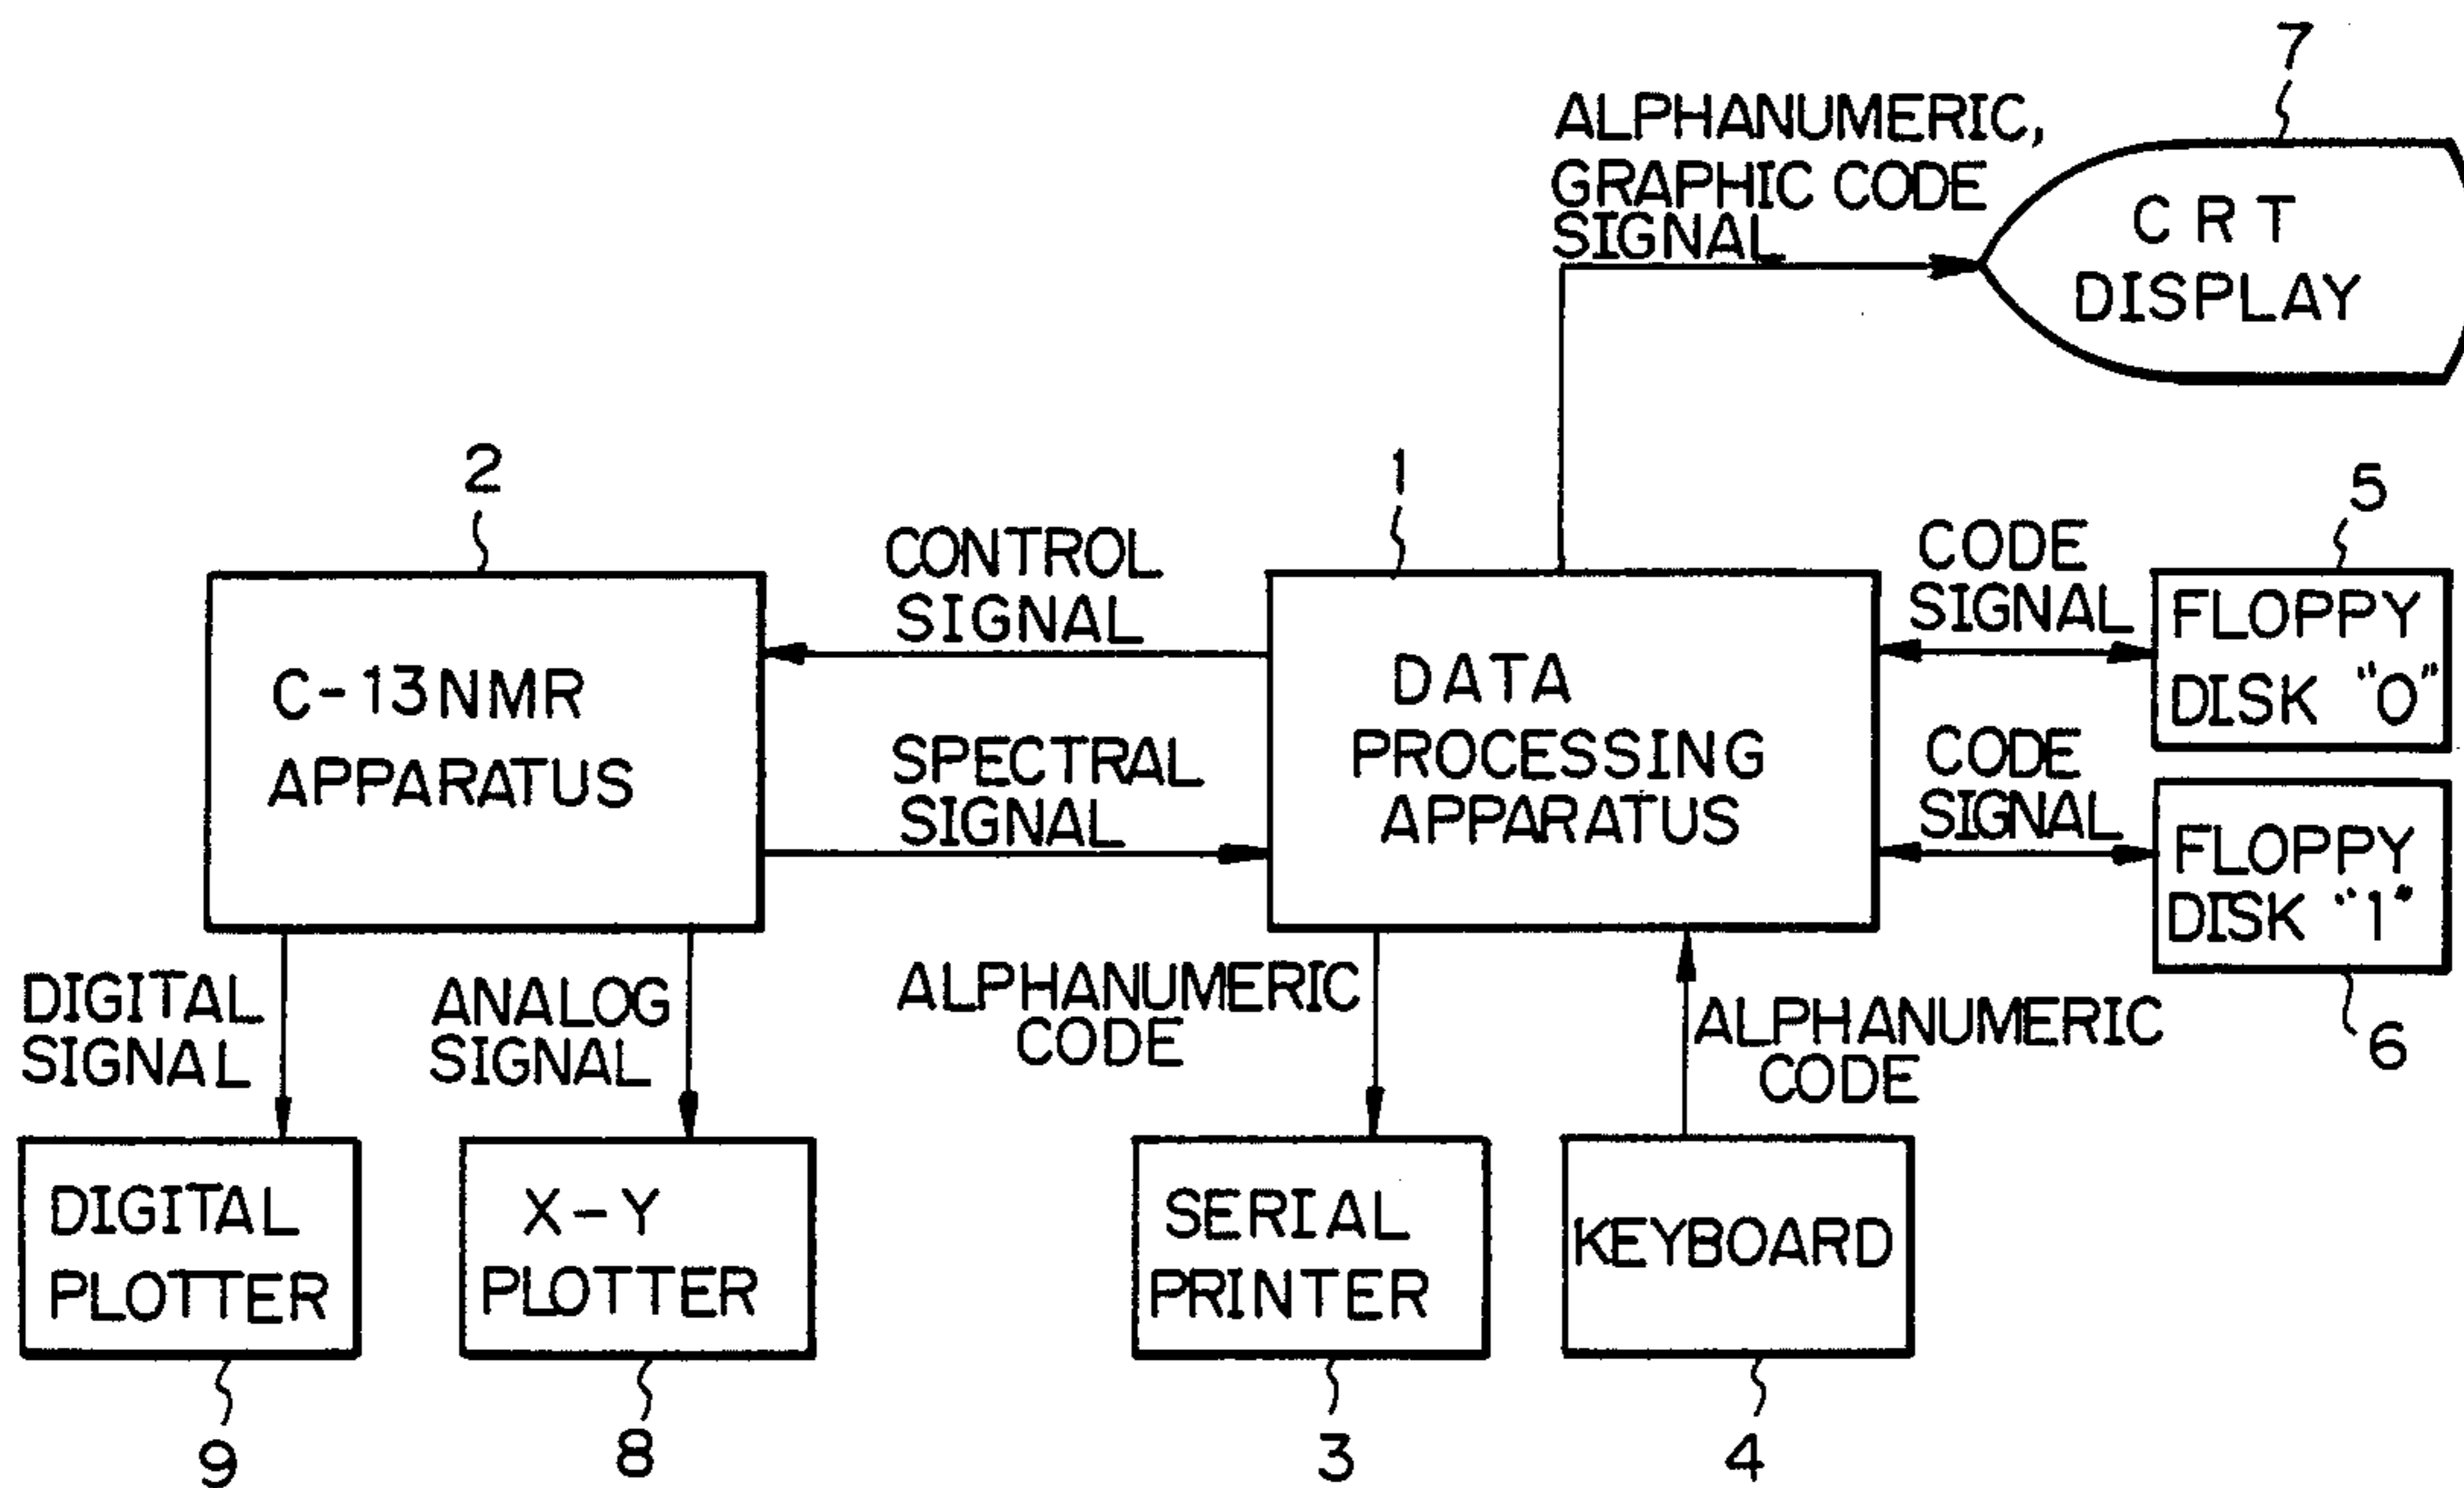 7
ALPHANUMERIC,
GRAPHIC CODE
SIGNAL
CRT
DISPLAY
2
1
5
CONTROL
SIGNAL
CODE
SIGNAL
FLOPPY
DISK "0"
C-13NMR
APPARATUS
DATA
PROCESSING
APPARATUS
SPECTRAL
SIGNAL
CODE
SIGNAL
FLOPPY
DISK "1"
6
DIGITAL
SIGNAL
ANALOG
SIGNAL
ALPHANUMERIC
CODE
ALPHANUMERIC
CODE
DIGITAL
PLOTTER
X-Y
PLOTTER
SERIAL
PRINTER
KEYBOARD
9
8
3
4